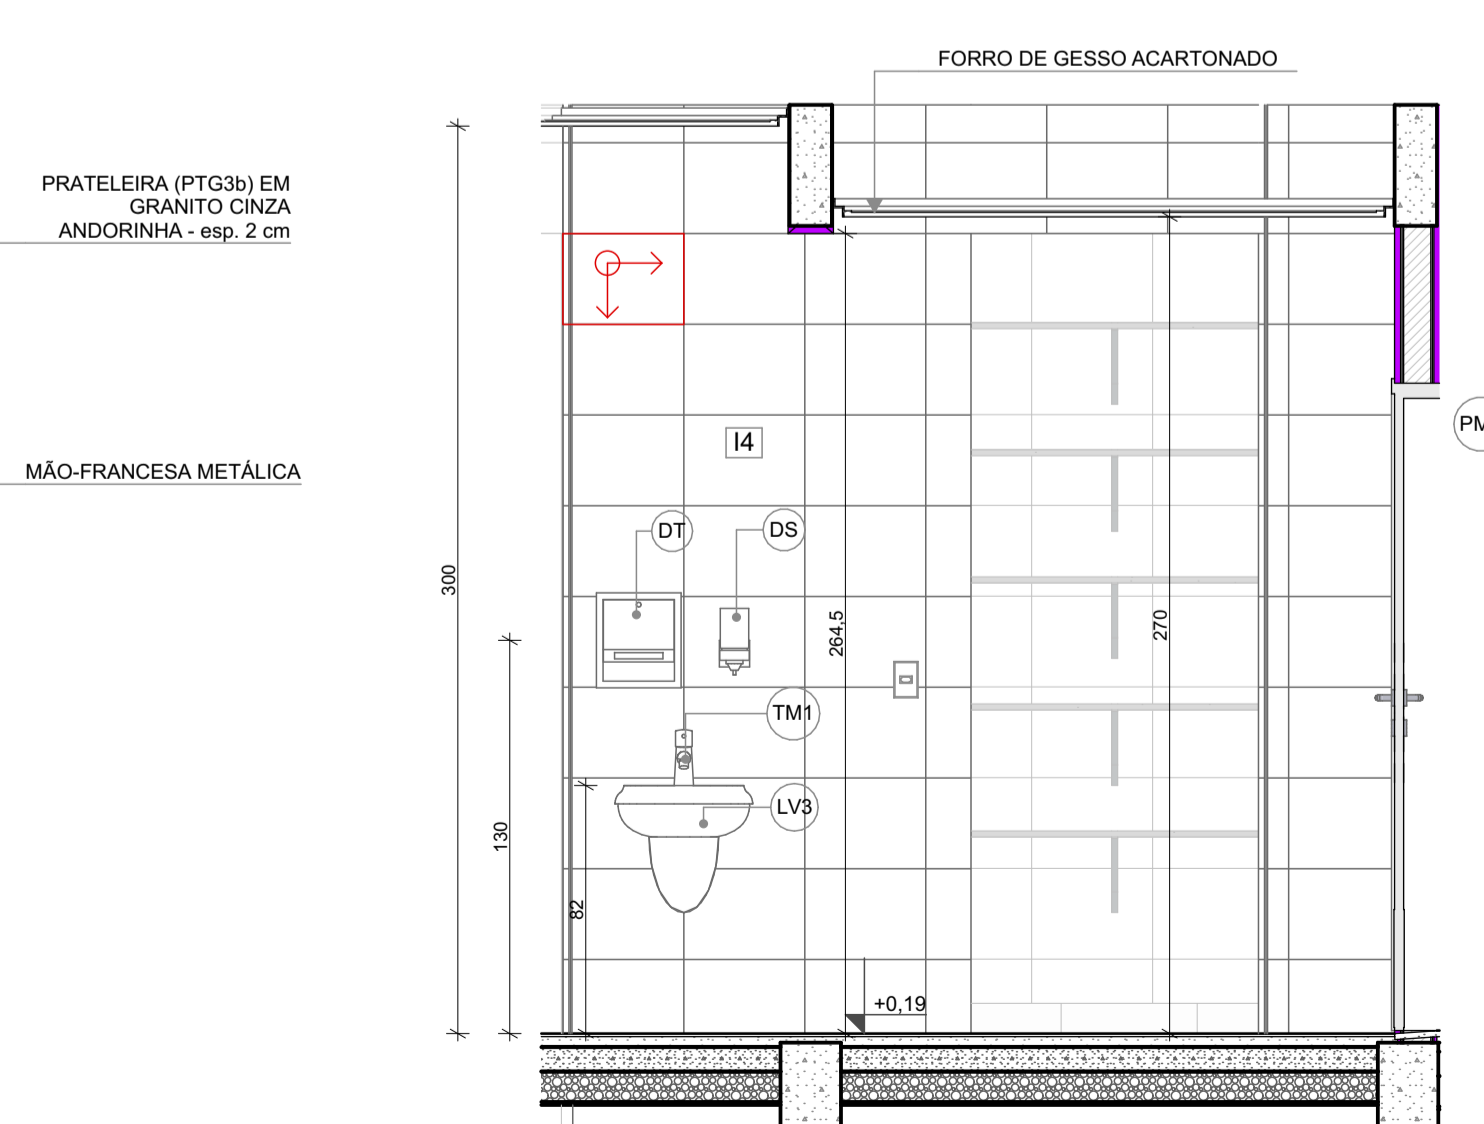 FORRO DE GESSO ACARTONADO
PRATELEIRA (PTG3b) EM
GRANITO CINZA
ANDORINHA - esp. 2 cm
PM
I4
MÃO-FRANCESA METÁLICA
DT
DS
300
264,5
270
TM1
LV3
130
82
+0,19